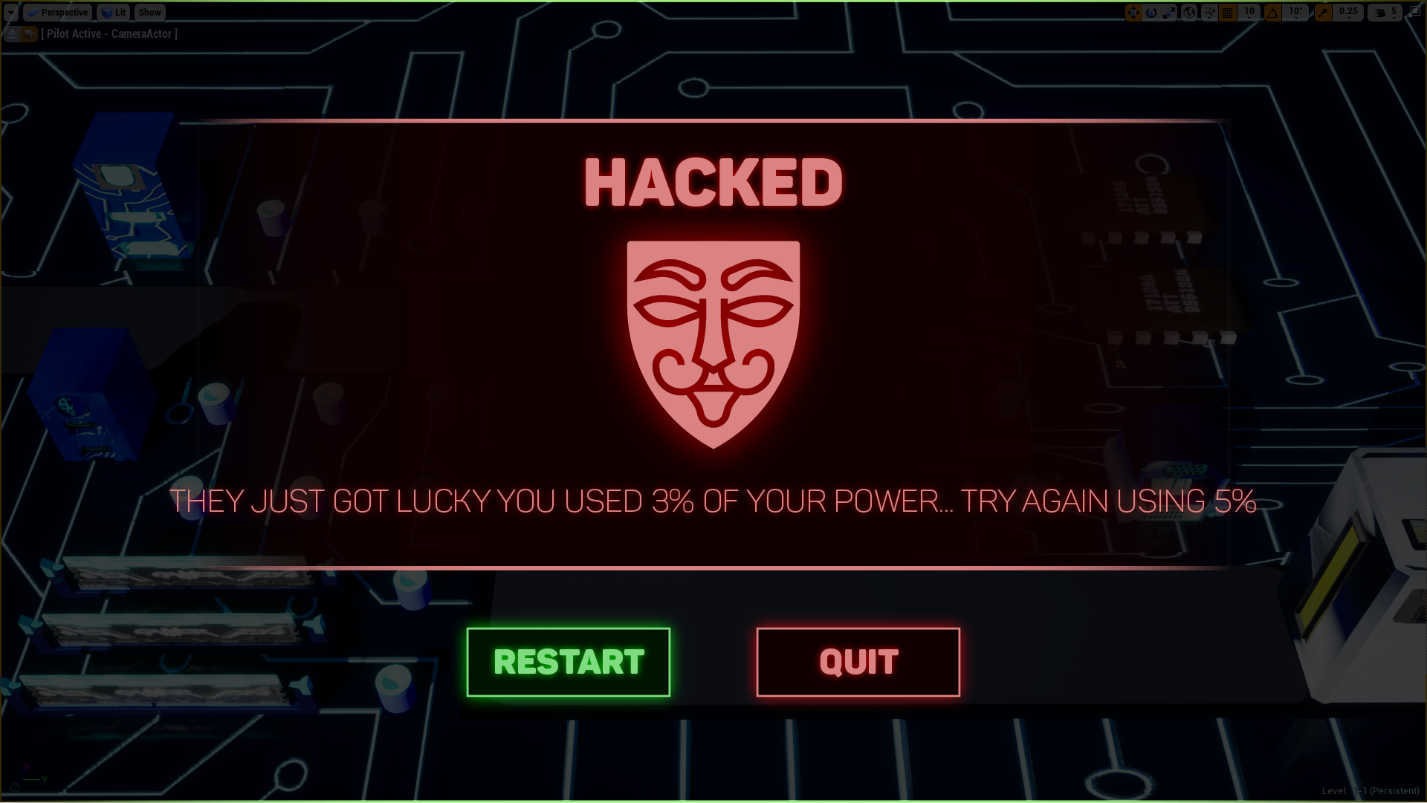 Perspective Lit Show 10 10° 0.25 5
[ Pilot Active - CameraActor ]
HACKED
THEY JUST GOT LUCKY YOU USED 3% OF YOUR POWER... TRY AGAIN USING 5%
RESTART QUIT
X
Y
(Persistent)